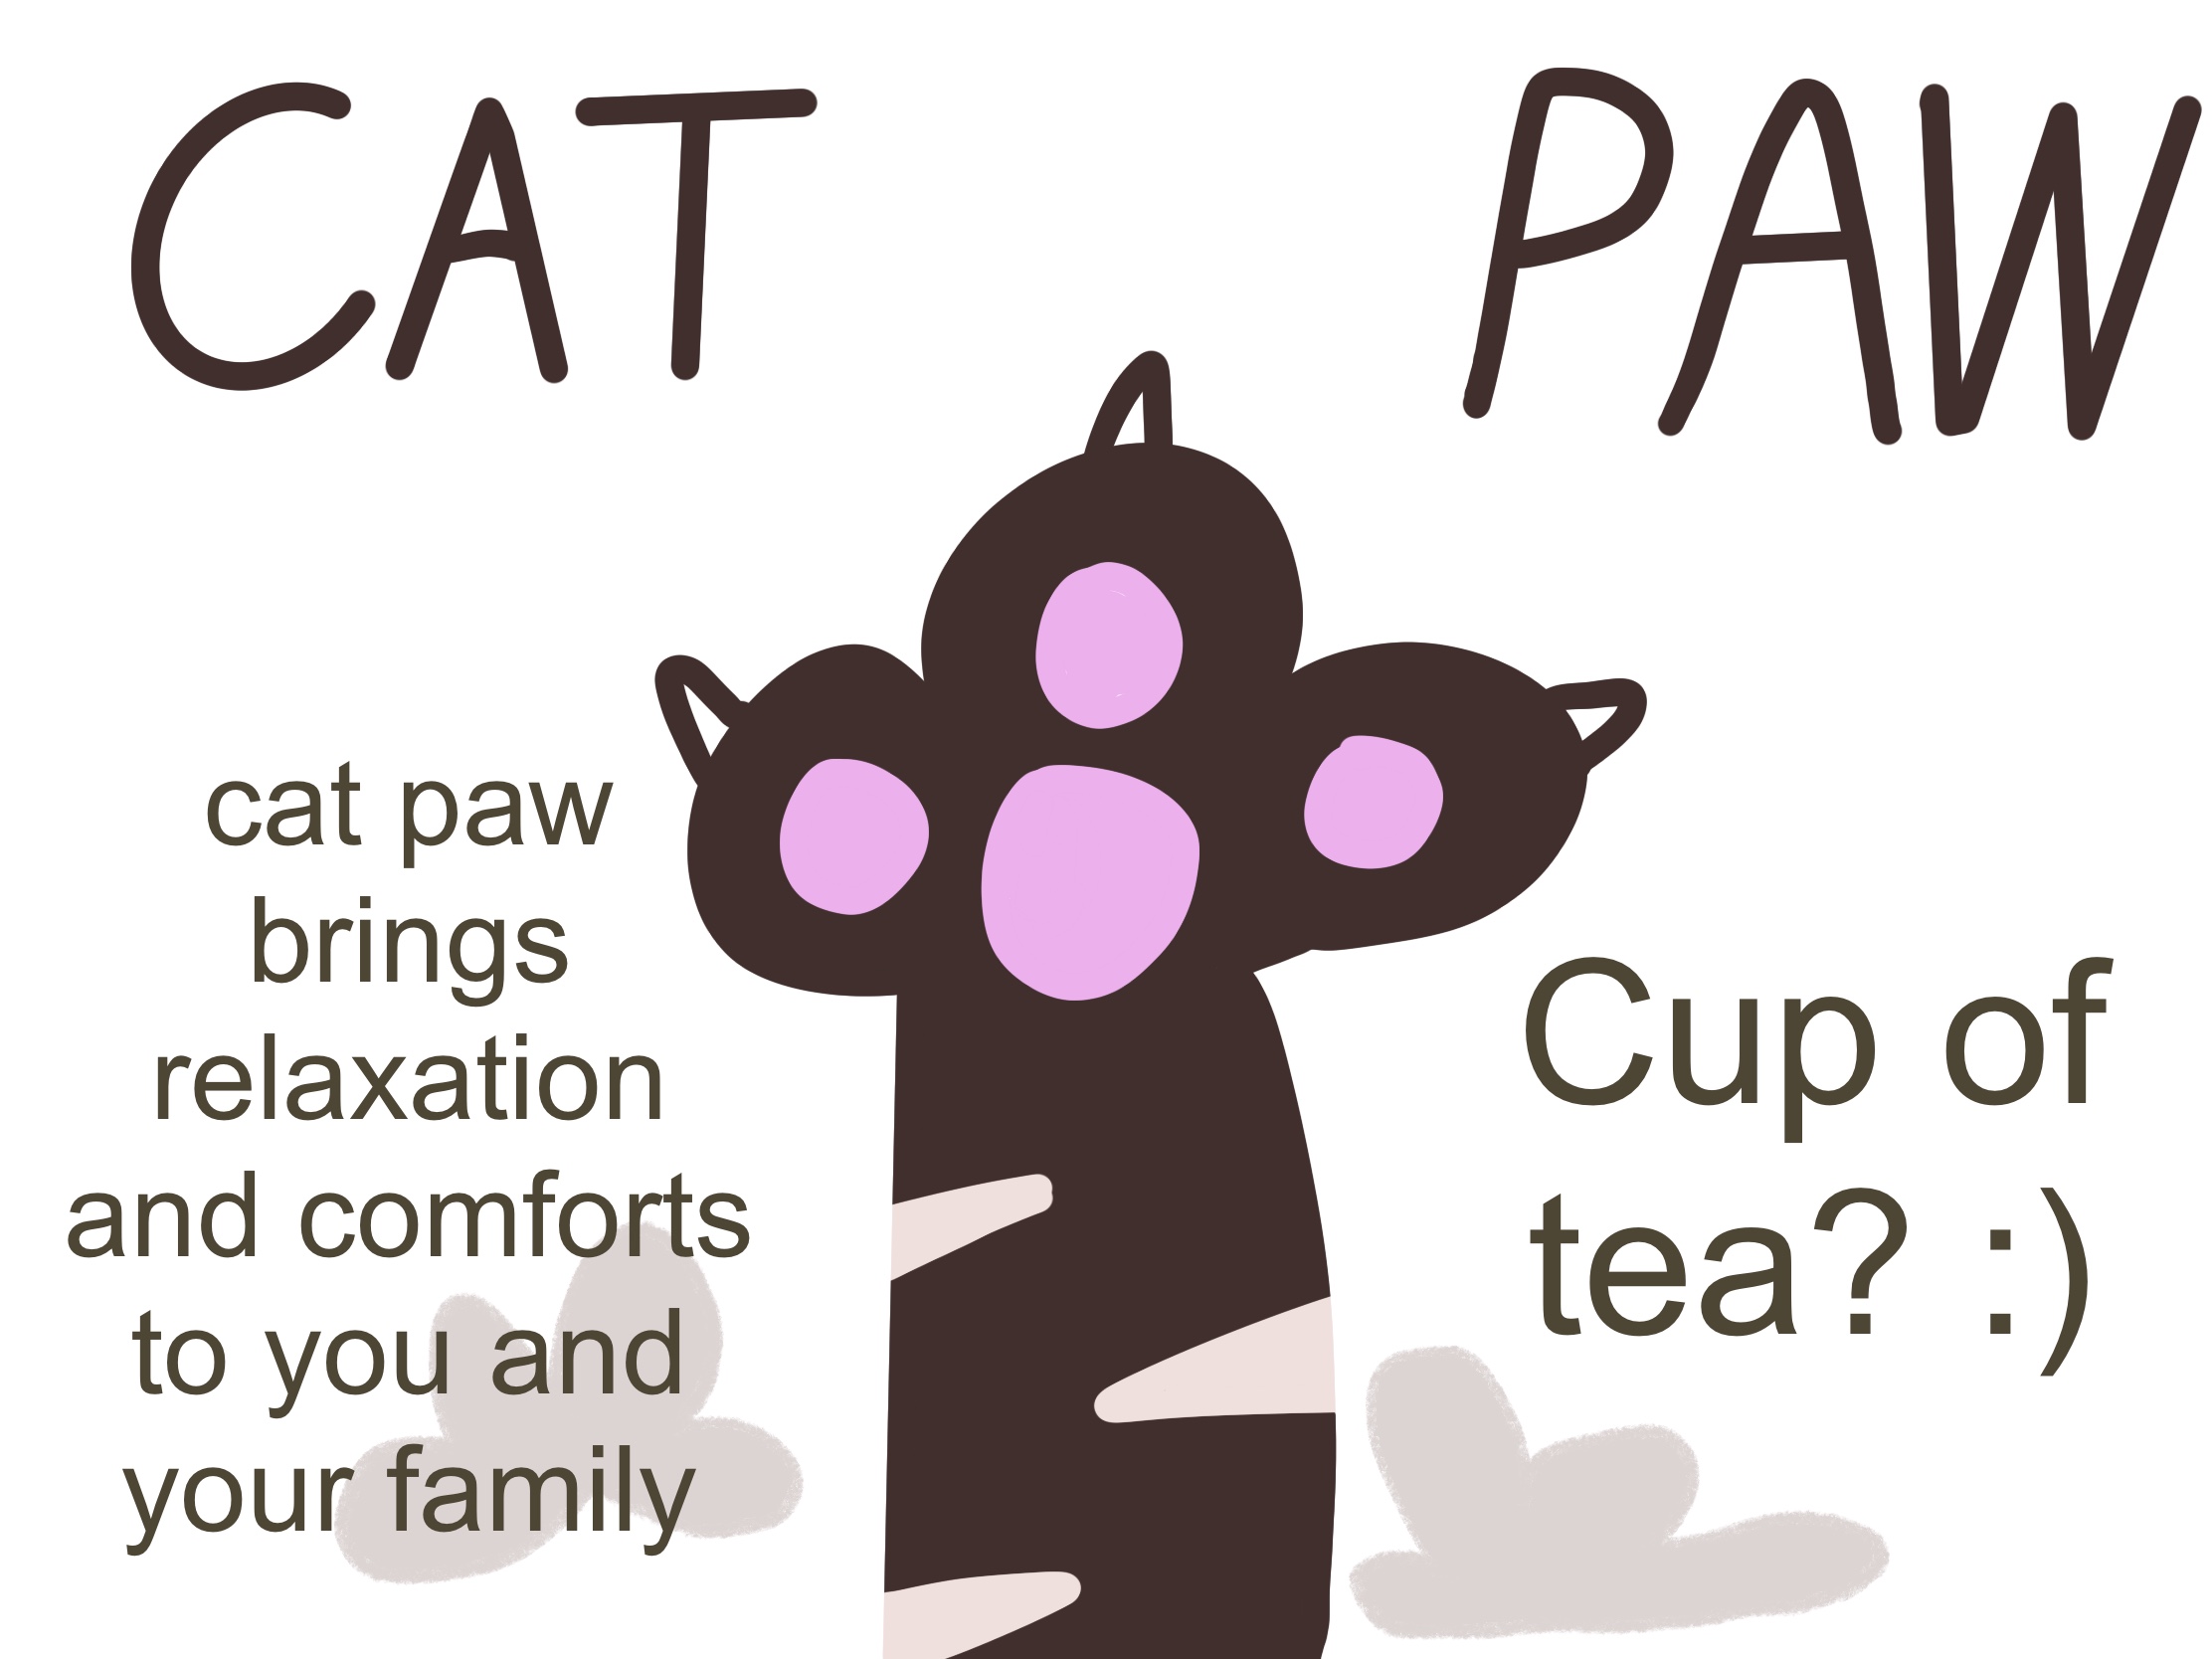 CAT PAW
cat paw
brings
relaxation
and comforts
to you and
your family
Cup of
tea? :)